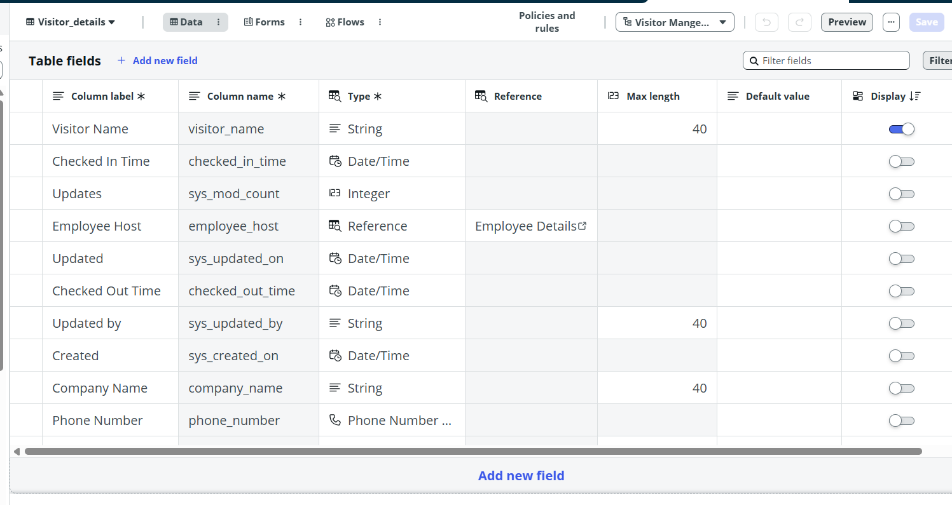 Visitor_details
Data
Forms
Flows
Policies and rules
Visitor Mange...
Preview
...
Save
Table fields
+ Add new field
Filter fields
Filter
Column label * Column name * Type * Reference Max length Default value Display
Visitor Name visitor_name String 40
Checked In Time checked_in_time Date/Time
Updates sys_mod_count Integer
Employee Host employee_host Reference Employee Details
Updated sys_updated_on Date/Time
Checked Out Time checked_out_time Date/Time
Updated by sys_updated_by String 40
Created sys_created_on Date/Time
Company Name company_name String 40
Phone Number phone_number Phone Number ...
Add new field